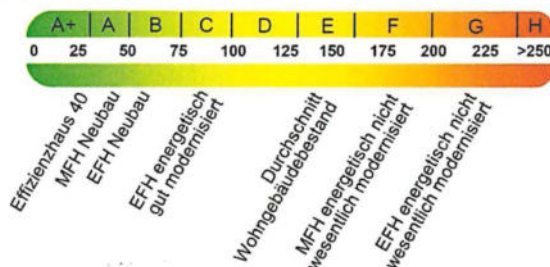 A+ A B C D E F G H
0 25 50 75 100 125 150 175 200 225 >250
Effizienzhaus 40
MFH Neubau
EFH Neubau
EFH energetisch
gut modernisiert
Durchschnitt
Wohngebäudebestand
MFH energetisch nicht
wesentlich modernisiert
EFH energetisch nicht
wesentlich modernisiert